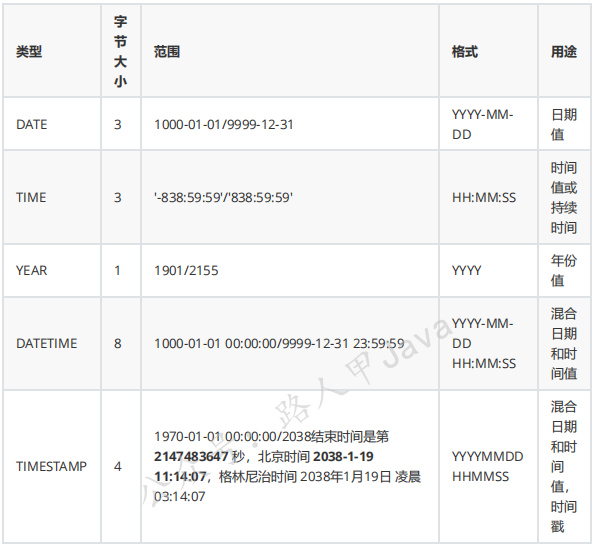 类型
字
节
大
小
范围
格式
用途
DATE
3
1000-01-01/9999-12-31
YYYY-MM-
DD
日期
值
TIME
3
'-838:59:59'/'838:59:59'
HH:MM:SS
时间
值或
持续
时间
YEAR
1
1901/2155
YYYY
年份
值
DATETIME
8
1000-01-01 00:00:00/9999-12-31 23:59:59
YYYY-MM-
DD
HH:MM:SS
混合
日期
和时
间值
TIMESTAMP
4
1970-01-01 00:00:00/2038结束时间是第
2147483647 秒，北京时间 2038-1-19
11:14:07，格林尼治时间 2038年1月19日 凌晨
03:14:07
YYYYMMDD
HHMMSS
混合
日期
和时
间
值，
时间
戳
公众号：路人甲Java